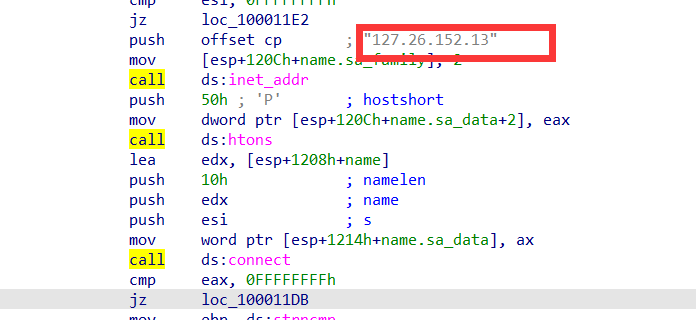 cmp esi, 0FFFFFFFFh
jz loc_100011E2
push offset cp ; "127.26.152.13"
mov [esp+120Ch+name.sa_family], 2
call ds:inet_addr
push 50h ; 'P' ; hostshort
mov dword ptr [esp+120Ch+name.sa_data+2], eax
call ds:htons
lea edx, [esp+1208h+name]
push 10h ; namelen
push edx ; name
push esi ; s
mov word ptr [esp+1214h+name.sa_data], ax
call ds:connect
cmp eax, 0FFFFFFFFh
jz loc_100011DB
mov ebp, ds:strncmp